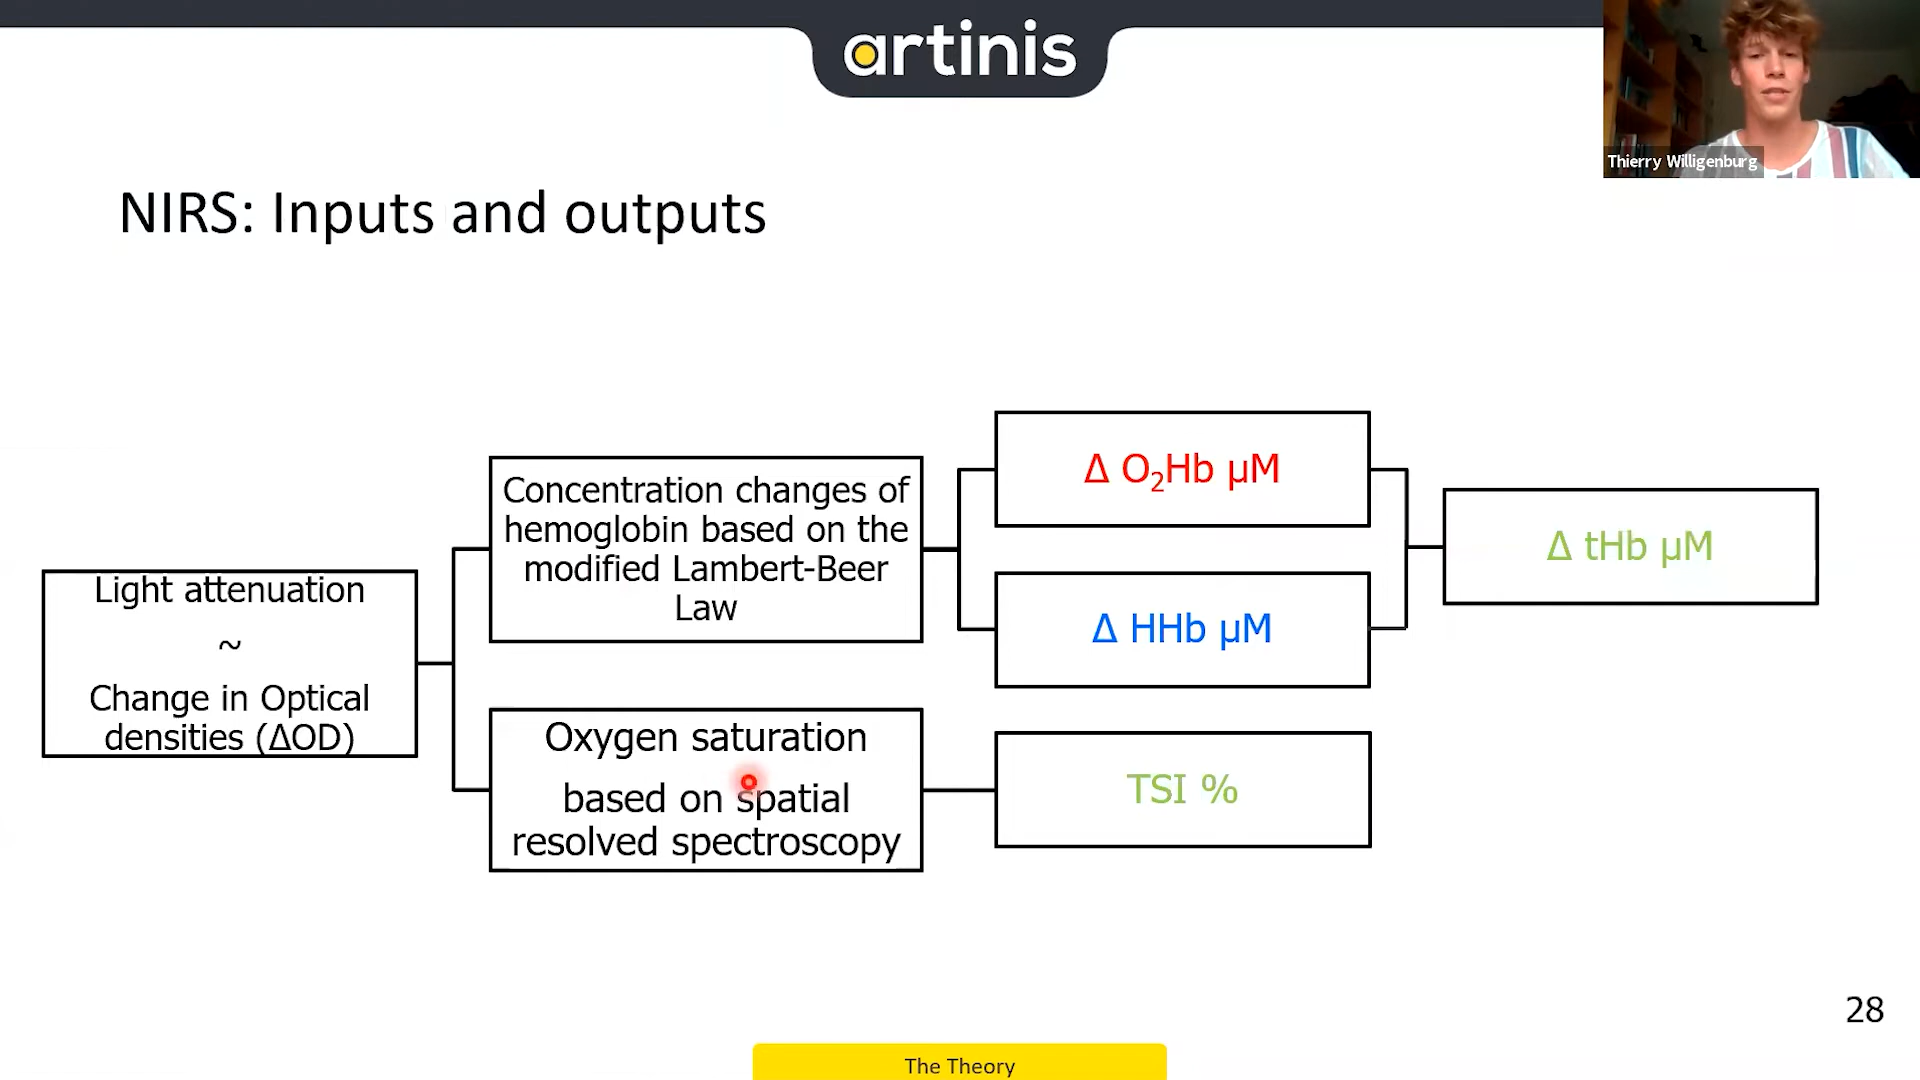 artinis
Thierry Willigenburg
NIRS: Inputs and outputs
Light attenuation
~
Change in Optical
densities (ΔOD)
Concentration changes of
hemoglobin based on the
modified Lambert-Beer
Law
Oxygen saturation
based on spatial
resolved spectroscopy
Δ O₂Hb µM
Δ HHb µM
TSI %
Δ tHb µM
28
The Theory